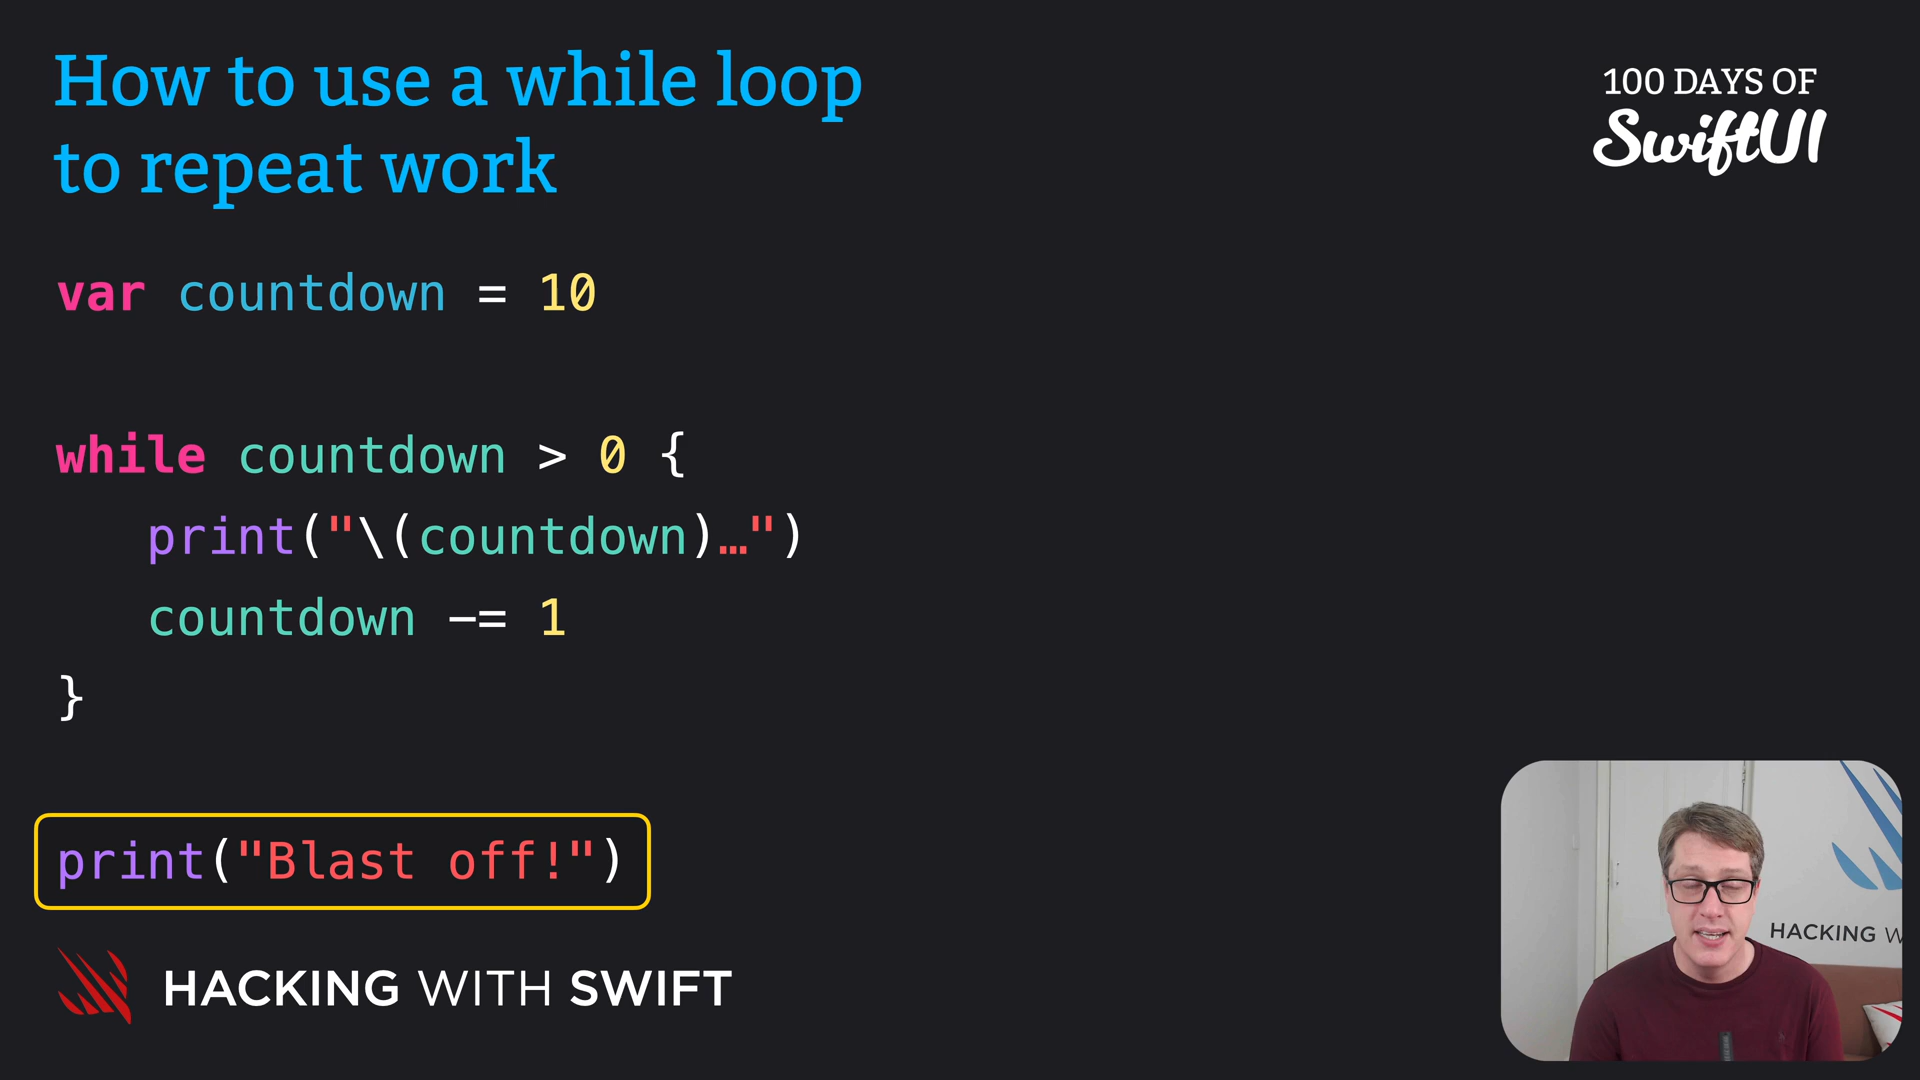 How to use a while loop
to repeat work
100 DAYS OF
SwiftUI
var countdown = 10
while countdown > 0 {
print("\(countdown)…")
countdown -= 1
}
print("Blast off!")
HACKING WITH SWIFT
HACKING W